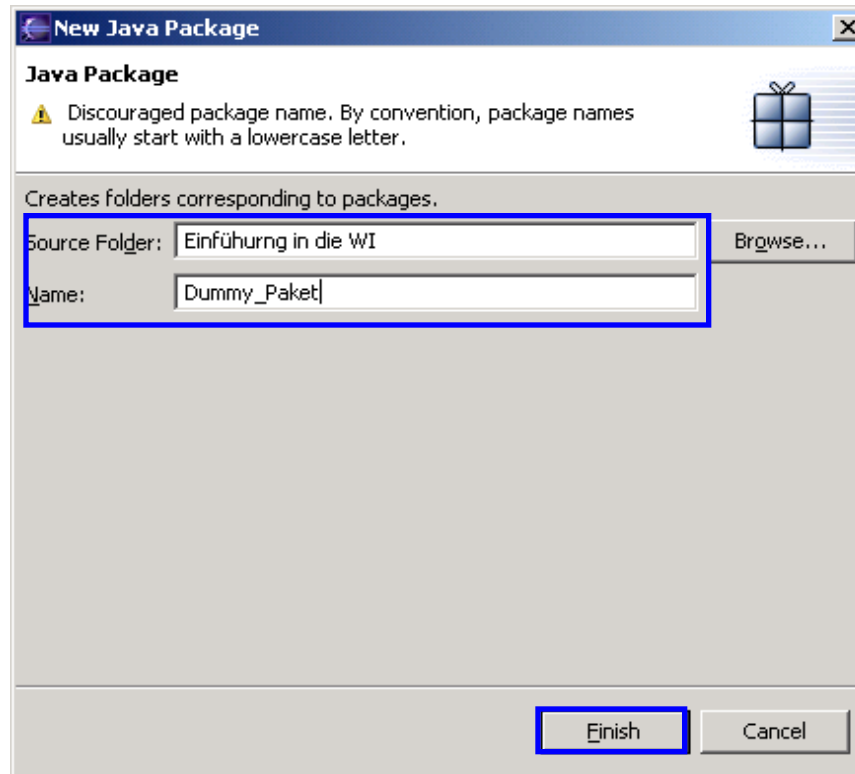 New Java Package
Java Package
Discouraged package name. By convention, package names
usually start with a lowercase letter.
Creates folders corresponding to packages.
Source Folder: Einfühurng in die WI Browse...
Name: Dummy_Paket
Finish Cancel